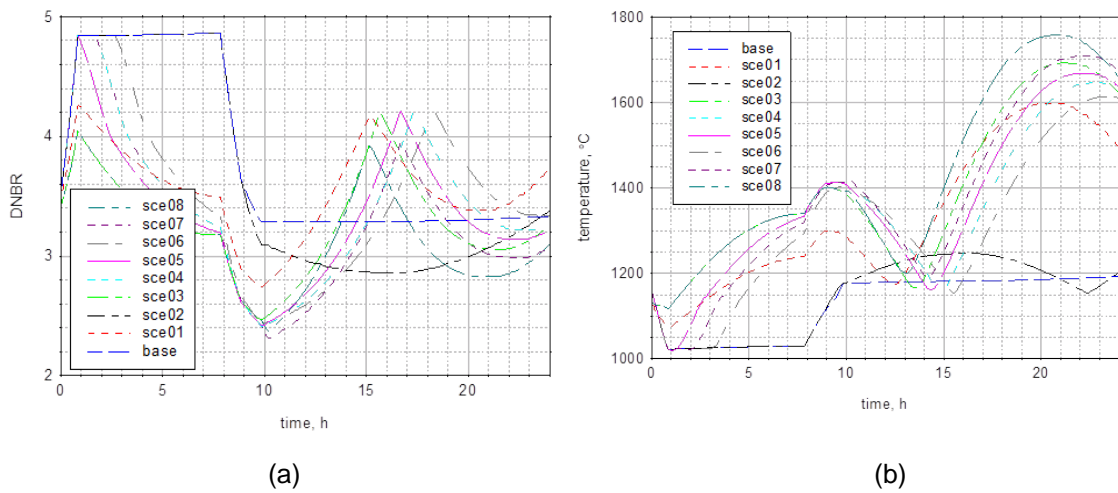 5
4
3
2
DNBR
sce08
sce07
sce06
sce05
sce04
sce03
sce02
sce01
base
0 5 10 15 20
time, h
(a)
1800
1600
1400
1200
1000
temperature, °C
base
sce01
sce02
sce03
sce04
sce05
sce06
sce07
sce08
0 5 10 15 20
time, h
(b)